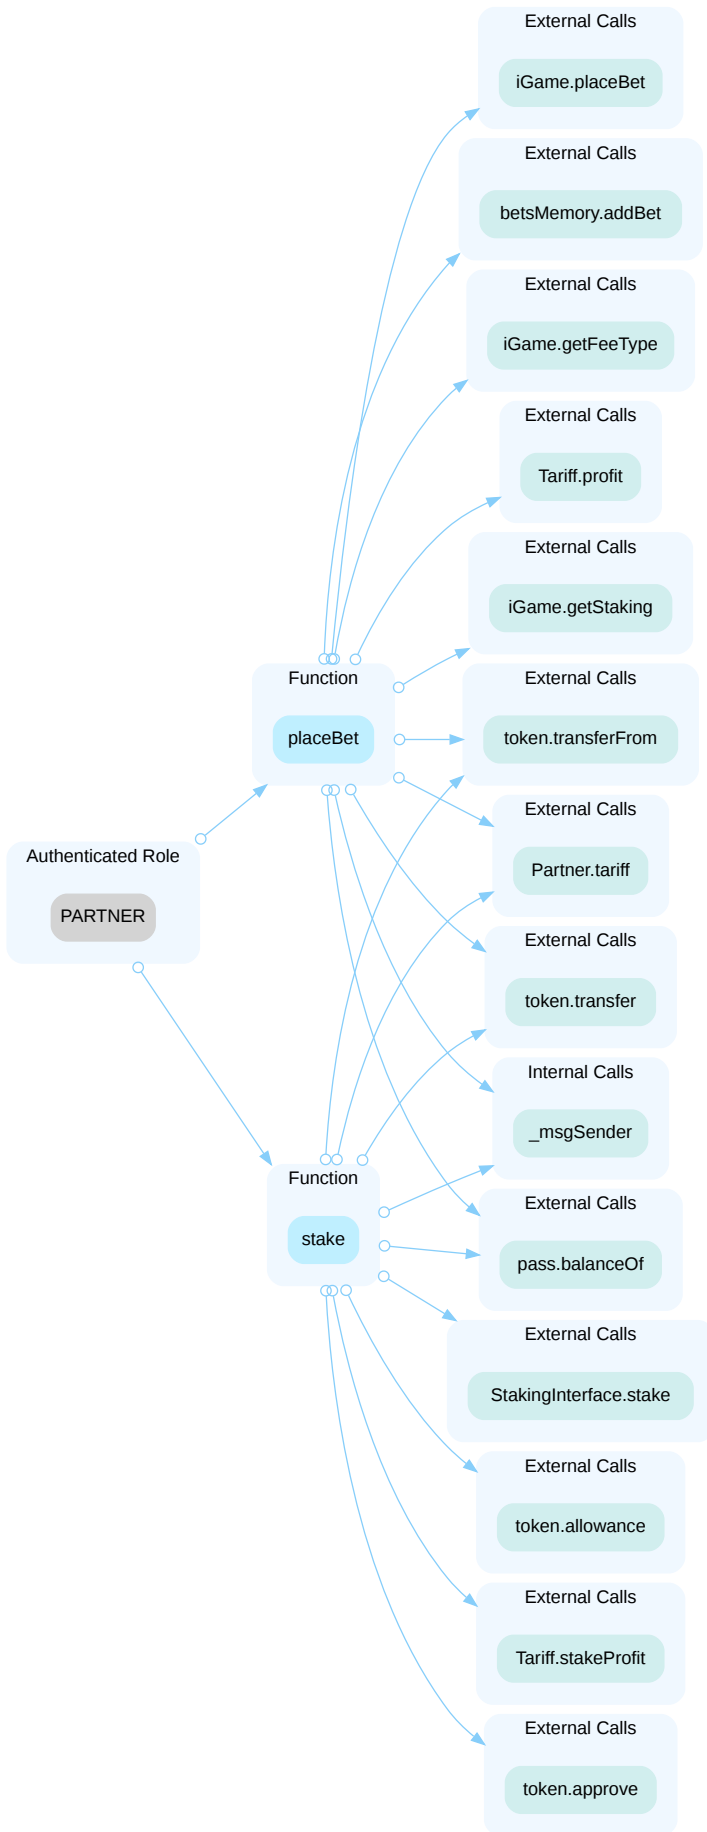 External Calls
iGame.placeBet
External Calls
betsMemory.addBet
External Calls
iGame.getFeeType
External Calls
Tariff.profit
External Calls
iGame.getStaking
Function
placeBet
External Calls
token.transferFrom
External Calls
Partner.tariff
Authenticated Role
PARTNER
External Calls
token.transfer
Internal Calls
_msgSender
Function
stake
External Calls
pass.balanceOf
External Calls
StakingInterface.stake
External Calls
token.allowance
External Calls
Tariff.stakeProfit
External Calls
token.approve